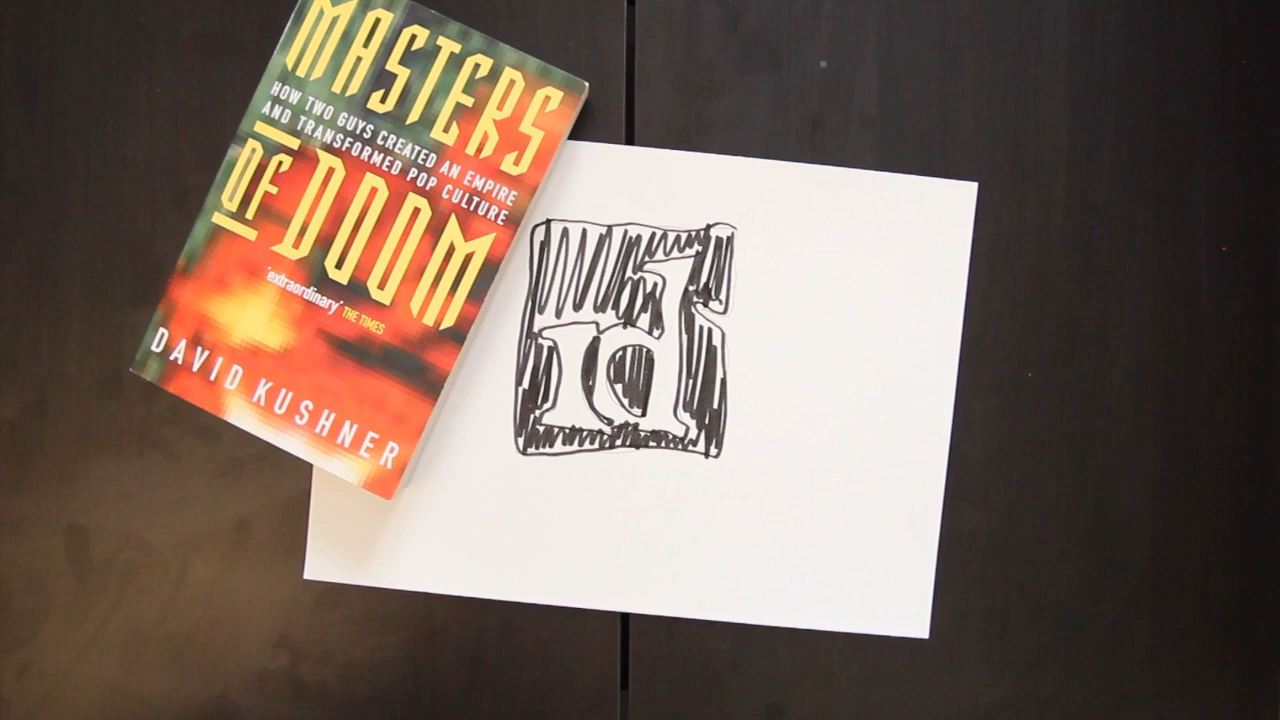 MASTERS
HOW TWO GUYS CREATED AN EMPIRE
AND TRANSFORMED POP CULTURE
OF DOOM
'extraordinary' THE TIMES
DAVID KUSHNER
id